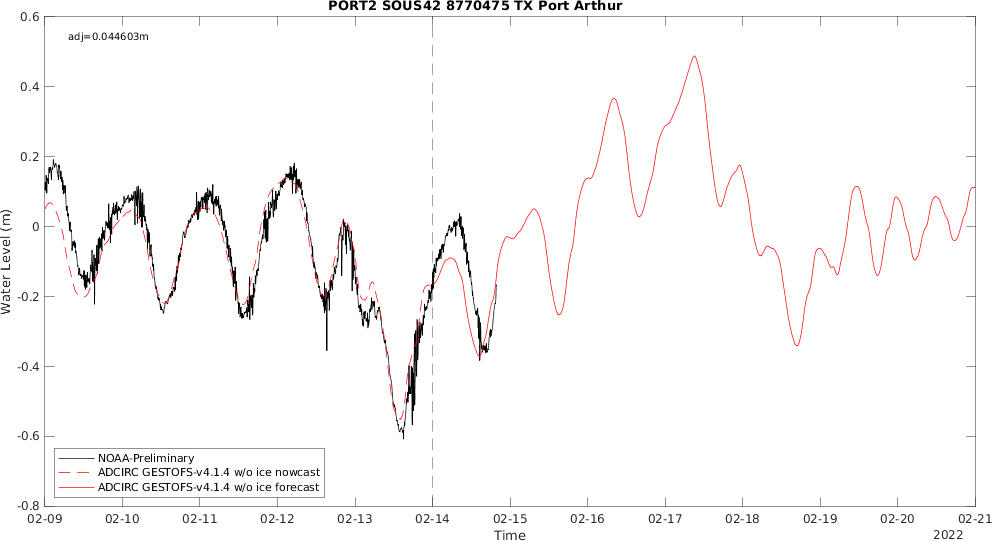 PORT2 SOUS42 8770475 TX Port Arthur
adj=0.044603m
0.6
0.4
0.2
0
-0.2
-0.4
-0.6
-0.8
Water Level (m)
NOAA-Preliminary
ADCIRC GESTOFS-v4.1.4 w/o ice nowcast
ADCIRC GESTOFS-v4.1.4 w/o ice forecast
02-09 02-10 02-11 02-12 02-13 02-14 02-15 02-16 02-17 02-18 02-19 02-20 02-21
Time
2022